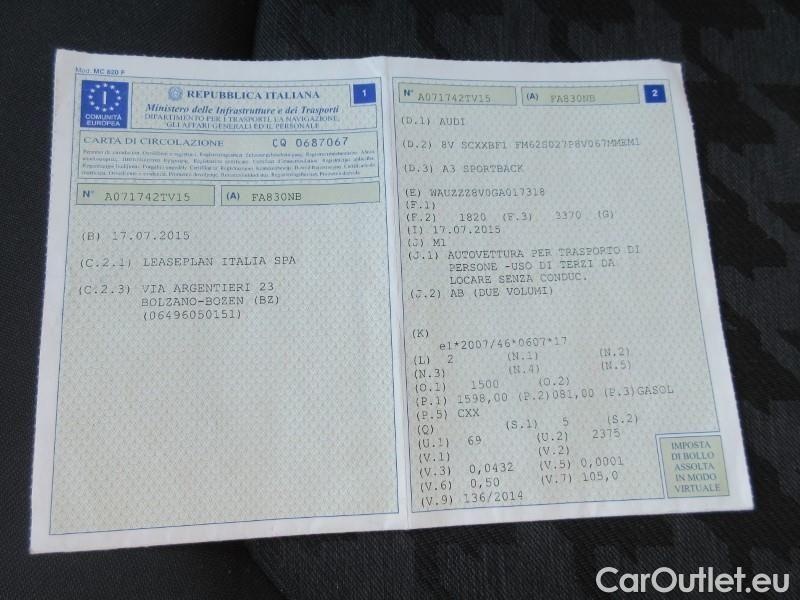 Mod. MC 820 F
I
COMUNITÀ
EUROPEA
REPUBBLICA ITALIANA
1
Ministero delle Infrastrutture e dei Trasporti
DIPARTIMENTO PER I TRASPORTI, LA NAVIGAZIONE,
GLI AFFARI GENERALI ED IL PERSONALE
CARTA DI CIRCOLAZIONE CQ 0687067
N° A071742TV15 (A) FA830NB
(B) 17.07.2015
(C.2.1) LEASEPLAN ITALIA SPA
(C.2.3) VIA ARGENTIERI 23
BOLZANO-BOZEN (BZ)
(06496050151)
N° A071742TV15 (A) FA830NB 2
(D.1) AUDI
(D.2) 8V SCXXBF1 FM62S027P8V067MMEM1
(D.3) A3 SPORTBACK
(E) WAUZZZ8V0GA017318
(F.1)
(F.2) 1820 (F.3) 3370 (G)
(I) 17.07.2015
(J) M1
(J.1) AUTOVETTURA PER TRASPORTO DI
PERSONE -USO DI TERZI DA
LOCARE SENZA CONDUC.
(J.2) AB (DUE VOLUMI)
(K)
e1*2007/46*0607*17
(L) 2 (N.1) (N.2)
(N.3) (N.4) (N.5)
(O.1) 1500 (O.2)
(P.1) 1598,00 (P.2)081,00 (P.3)GASOL
(P.5) CXX
(Q) (S.1) 5 (S.2)
(U.1) 69 (U.2) 2375
(V.1) (V.2)
(V.3) 0,0432 (V.5) 0,0001
(V.6) 0,50 (V.7) 105,0
(V.9) 136/2014
IMPOSTA
DI BOLLO
ASSOLTA
IN MODO
VIRTUALE
CarOutlet.eu